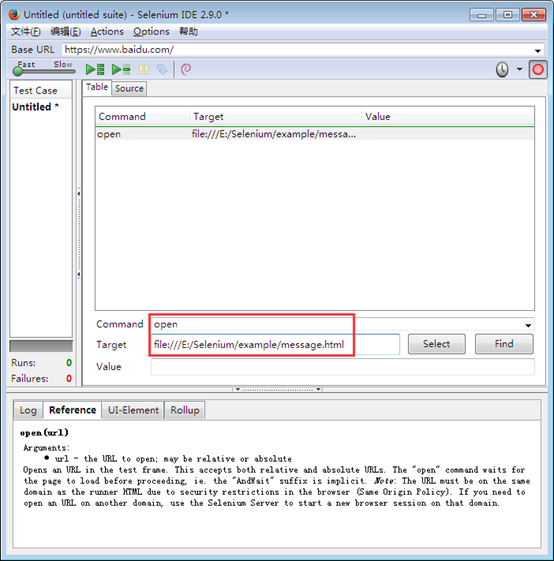 Untitled (untitled suite) - Selenium IDE 2.9.0 *
文件(F) 编辑(E) Actions Options 帮助
Base URL https://www.baidu.com/
Fast Slow
Test Case
Untitled *
Table Source
Command Target Value
open file:///E:/Selenium/example/messa...
Command open
Target file:///E:/Selenium/example/message.html Select Find
Value
Runs: 0
Failures: 0
Log Reference UI-Element Rollup
open(url)
Arguments:
• url - the URL to open; may be relative or absolute
Opens an URL in the test frame. This accepts both relative and absolute URLs. The "open" command waits for
the page to load before proceeding, ie. the "AndWait" suffix is implicit. Note: The URL must be on the same
domain as the runner HTML due to security restrictions in the browser (Same Origin Policy). If you need to
open an URL on another domain, use the Selenium Server to start a new browser session on that domain.